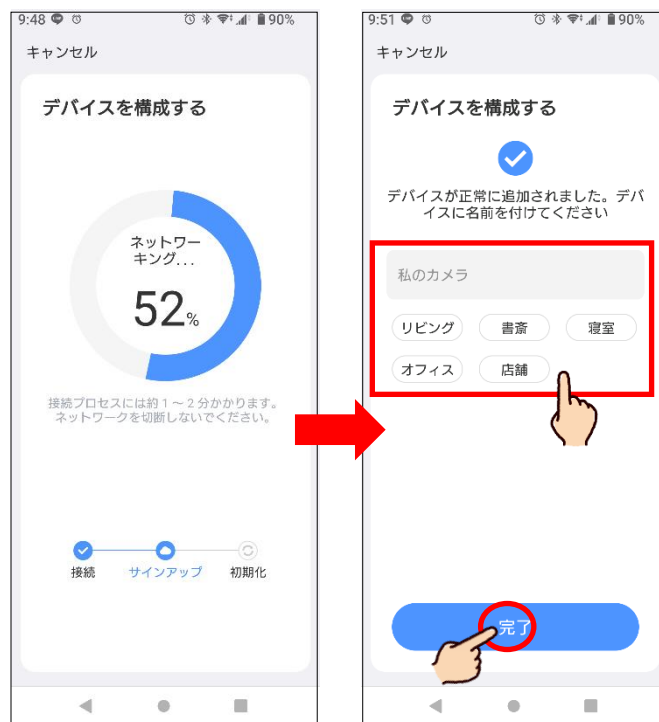 9:48
90%
キャンセル
デバイスを構成する
ネットワー
キング...
52%
接続プロセスには約1~2分かかります。
ネットワークを切断しないでください。
接続
サインアップ
初期化
9:51
90%
キャンセル
デバイスを構成する
デバイスが正常に追加されました。デバ
イスに名前を付けてください
私のカメラ
リビング
書斎
寝室
オフィス
店舗
完了